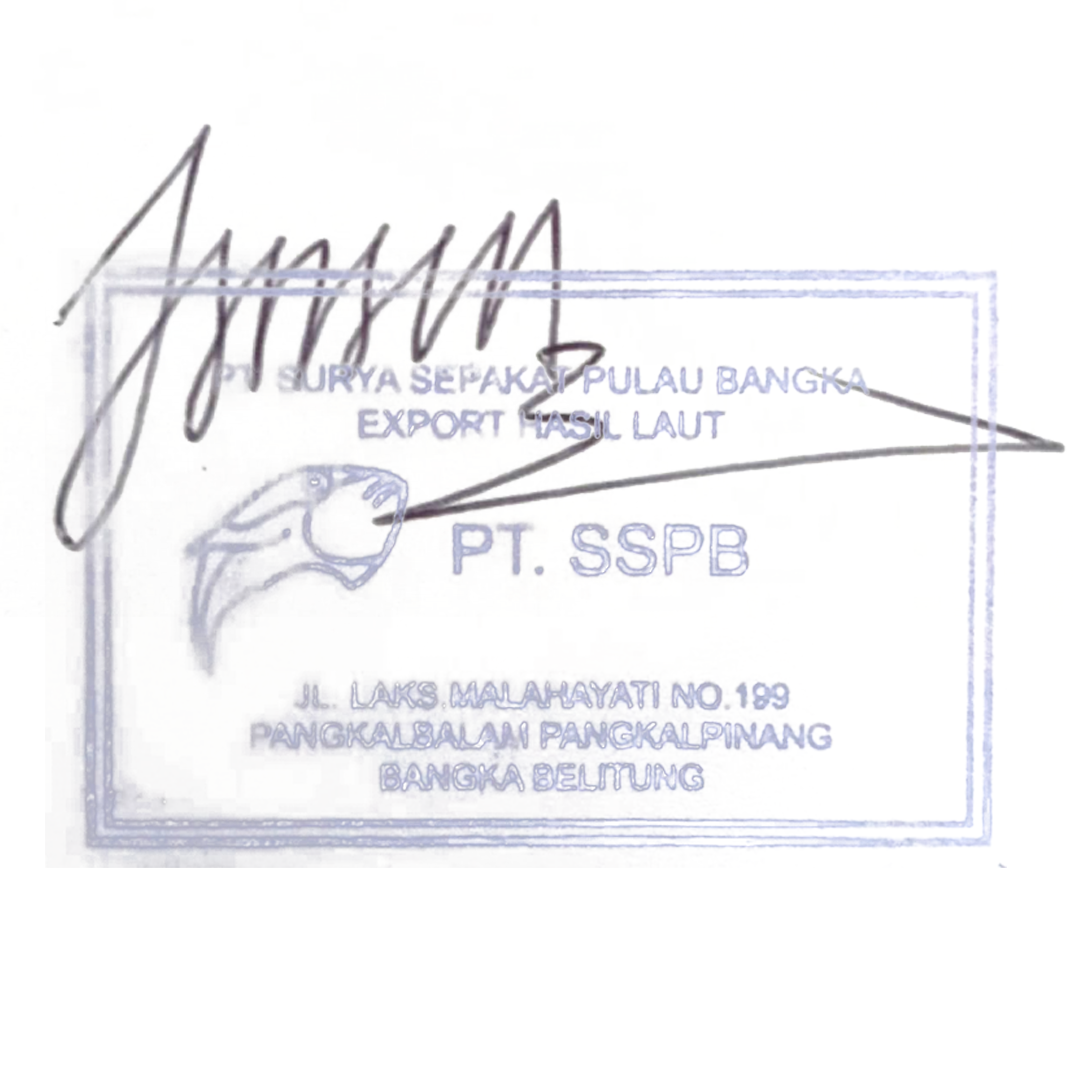 PT SURYA SEPAKAT PULAU BANGKA
EXPORT HASIL LAUT
PT. SSPB
JL. LAKS.MALAHAYATI NO.199
PANGKALBALAM PANGKALPINANG
BANGKA BELITUNG